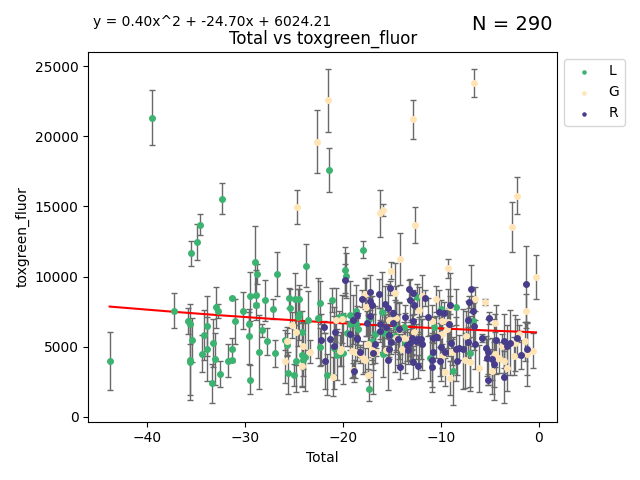 y = 0.40x^2 + -24.70x + 6024.21
N = 290
Total vs toxgreen_fluor
25000
20000
15000
10000
5000
0
toxgreen_fluor
−40
−30
−20
−10
0
Total
L
G
R